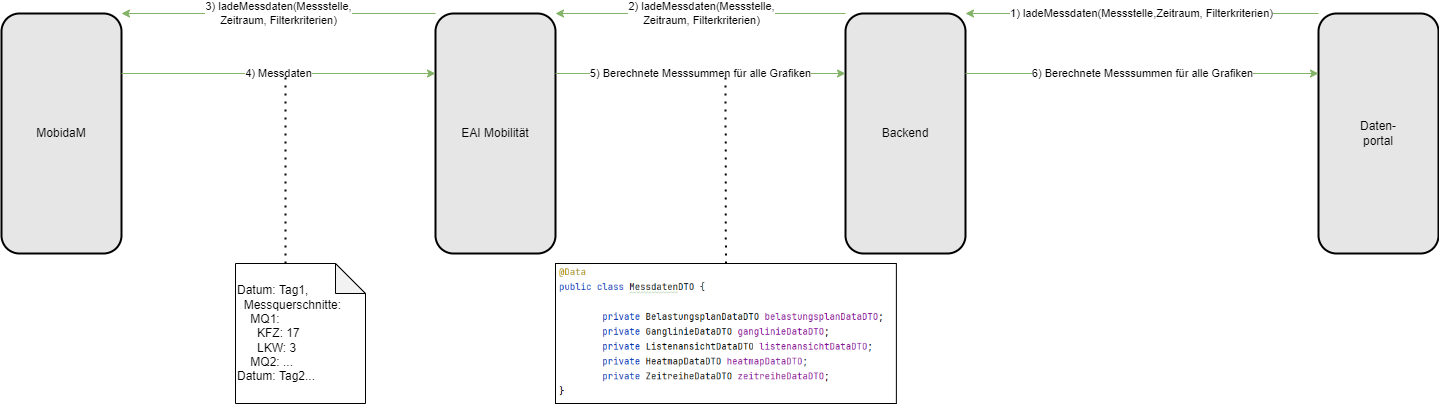 3) ladeMessdaten(Messstelle,
Zeitraum, Filterkriterien)
2) ladeMessdaten(Messstelle,
Zeitraum, Filterkriterien)
1) ladeMessdaten(Messstelle,Zeitraum, Filterkriterien)
4) Messdaten
5) Berechnete Messsummen für alle Grafiken
6) Berechnete Messsummen für alle Grafiken
MobidaM
EAI Mobilität
Backend
Daten-
portal
Datum: Tag1,
Messquerschnitte:
MQ1:
KFZ: 17
LKW: 3
MQ2: ...
Datum: Tag2...
@Data
public class MessdatenDTO {
private BelastungsplanDataDTO belastungsplanDataDTO;
private GanglinieDataDTO ganglinieDataDTO;
private ListenansichtDataDTO listenansichtDataDTO;
private HeatmapDataDTO heatmapDataDTO;
private ZeitreiheDataDTO zeitreiheDataDTO;
}